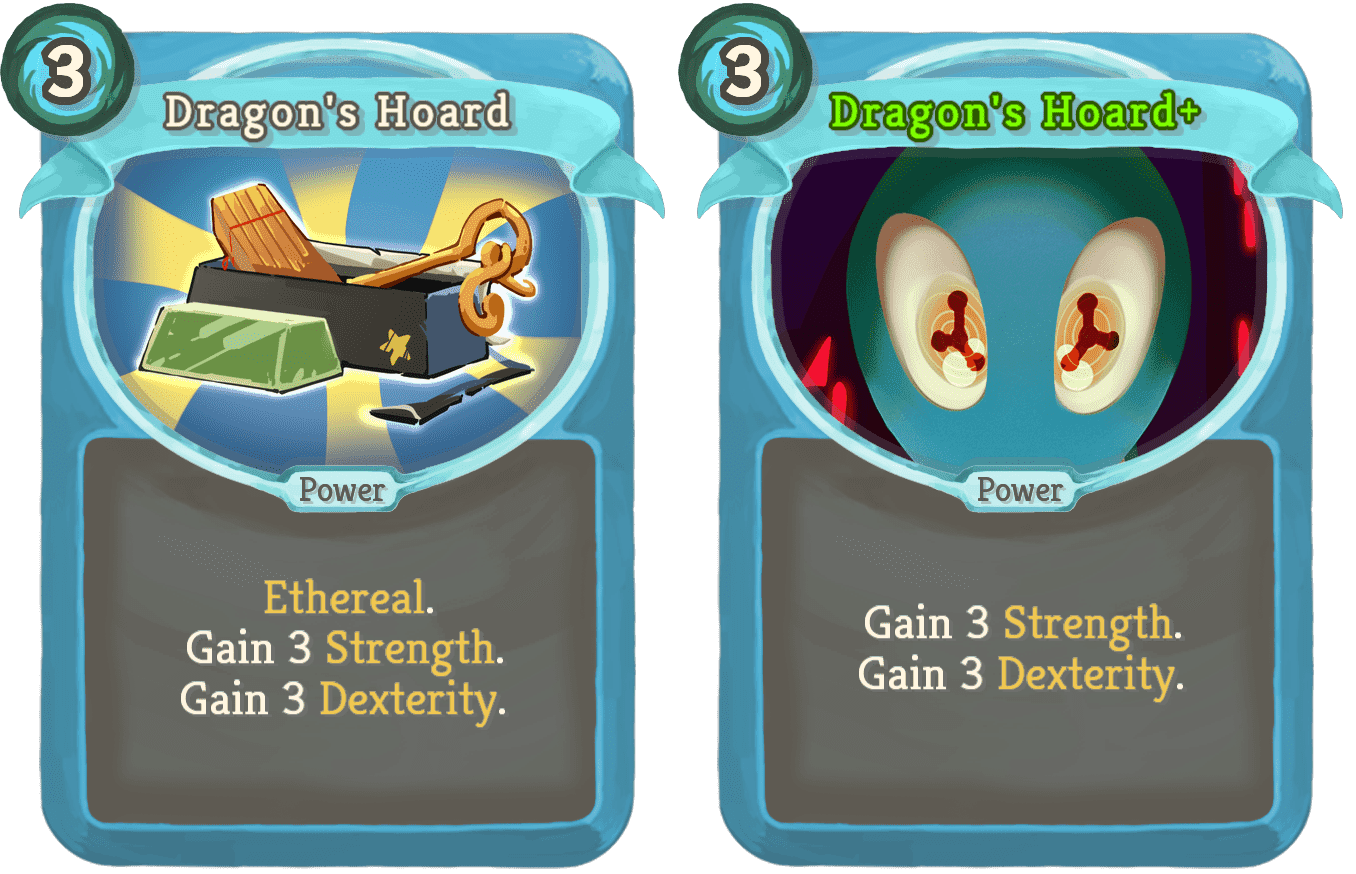 3
Dragon's Hoard
Power
Ethereal.
Gain 3 Strength.
Gain 3 Dexterity.
3
Dragon's Hoard+
Power
Gain 3 Strength.
Gain 3 Dexterity.